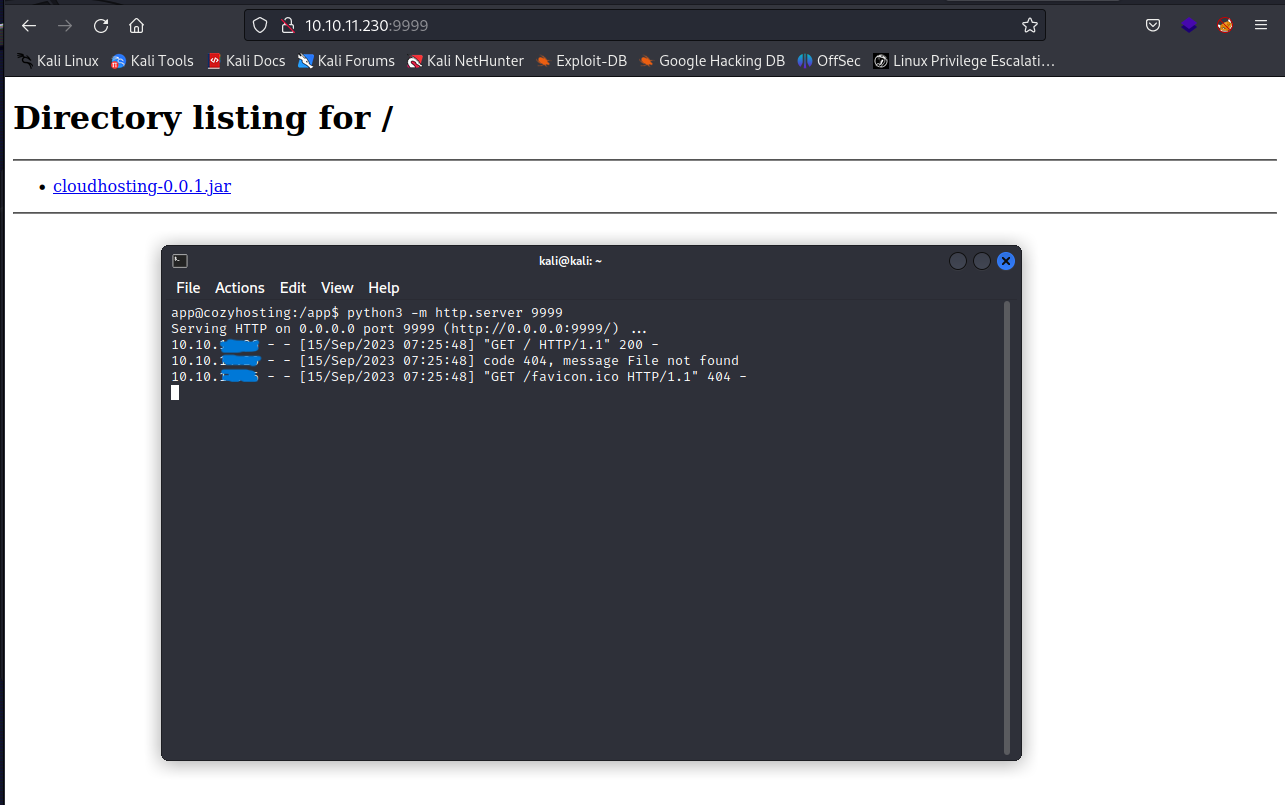 10.10.11.230:9999
Kali Linux Kali Tools Kali Docs Kali Forums Kali NetHunter Exploit-DB Google Hacking DB OffSec Linux Privilege Escalati…
Directory listing for /
• cloudhosting-0.0.1.jar
kali@kali: ~
File Actions Edit View Help
app@cozyhosting:/app$ python3 -m http.server 9999
Serving HTTP on 0.0.0.0 port 9999 (http://0.0.0.0:9999/) ...
10.10. - - [15/Sep/2023 07:25:48] "GET / HTTP/1.1" 200 -
10.10. - - [15/Sep/2023 07:25:48] code 404, message File not found
10.10. - - [15/Sep/2023 07:25:48] "GET /favicon.ico HTTP/1.1" 404 -